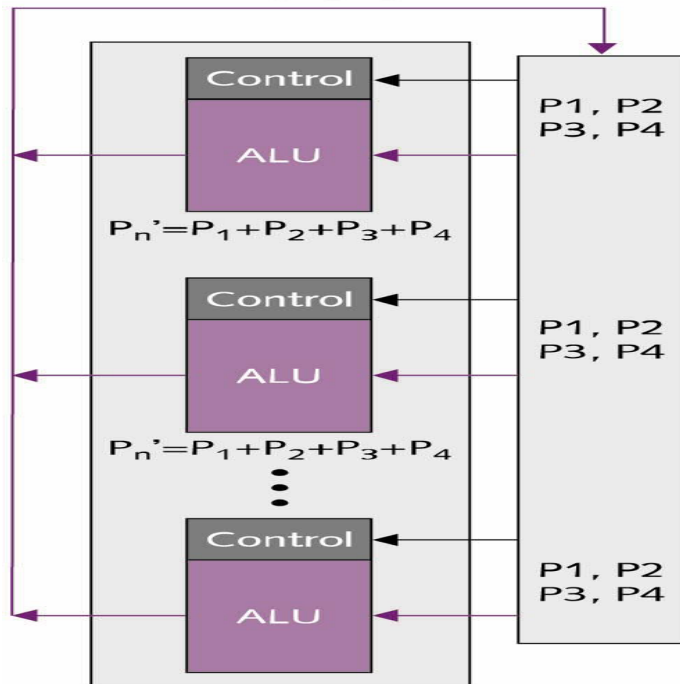 Control
P1, P2
P3, P4
ALU
Pₙ’=P₁+P₂+P₃+P₄
Control
P1, P2
P3, P4
ALU
Pₙ’=P₁+P₂+P₃+P₄
Control
P1, P2
P3, P4
ALU